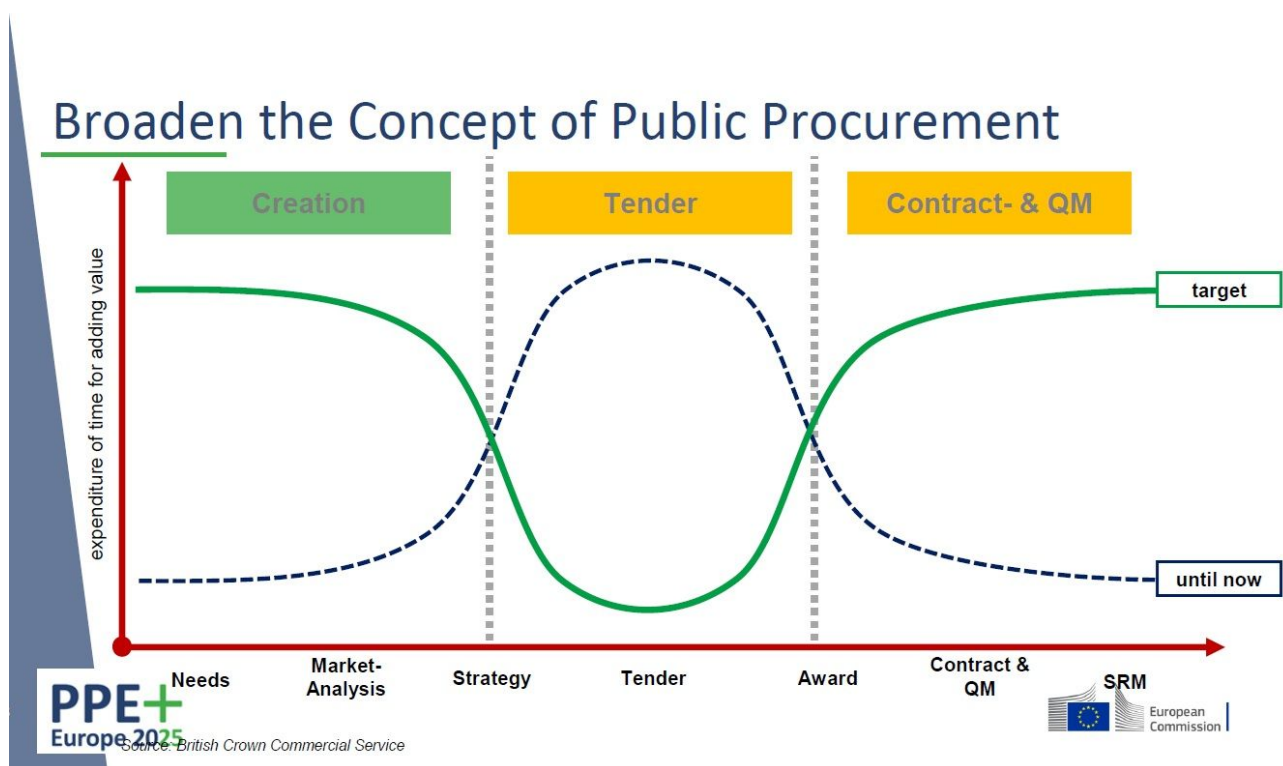 Broaden the Concept of Public Procurement
Creation
Tender
Contract- & QM
expenditure of time for adding value
target
until now
Needs
Market-
Analysis
Strategy
Tender
Award
Contract &
QM
SRM
PPE+
Europe 2025
Source: British Crown Commercial Service
European
Commission